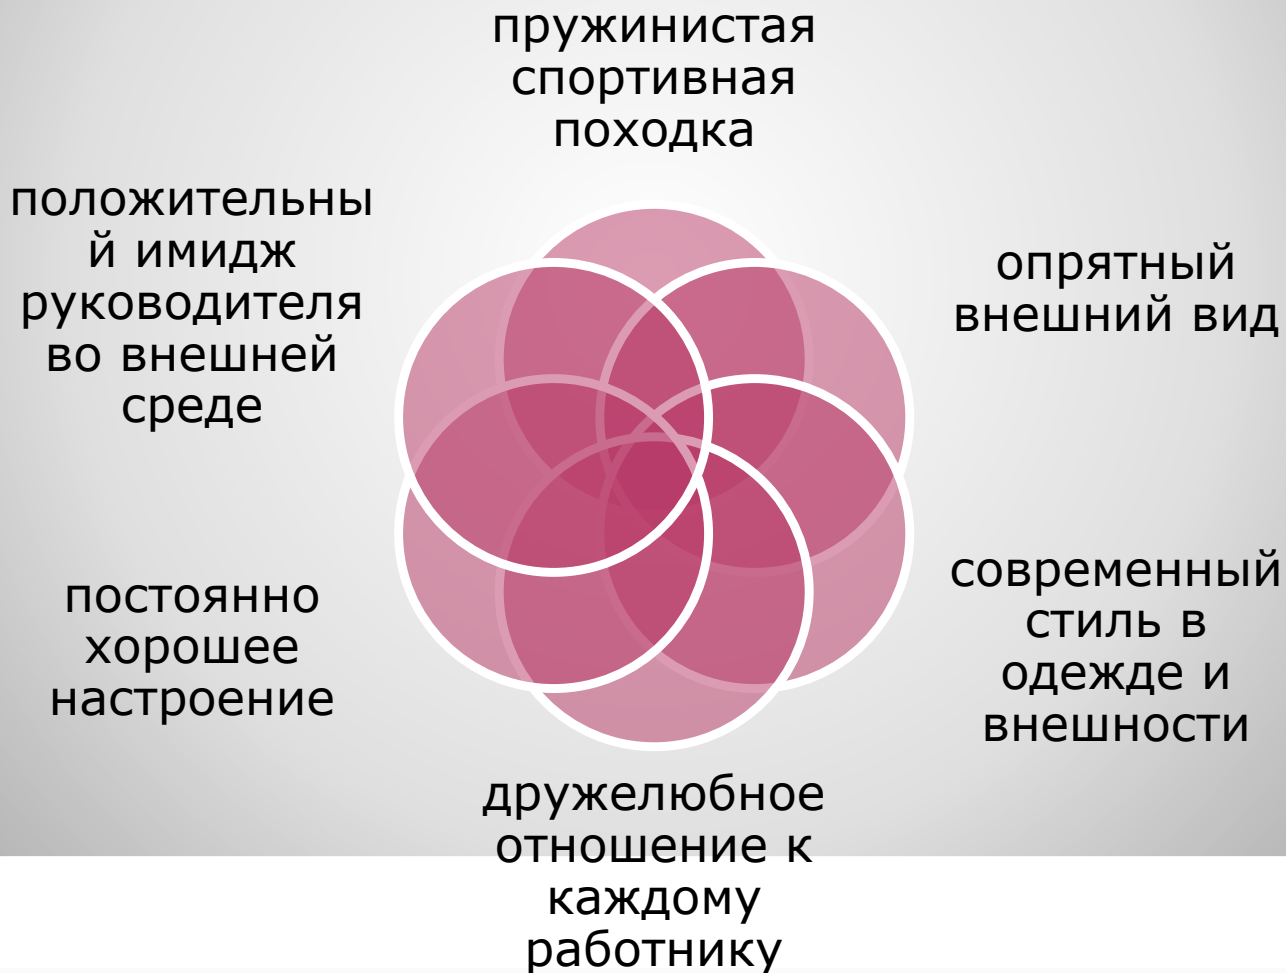 пружинистая
спортивная
походка
опрятный
внешний вид
современный
стиль в
одежде и
внешности
дружелюбное
отношение к
каждому
работнику
постоянно
хорошее
настроение
положительны
й имидж
руководителя
во внешней
среде